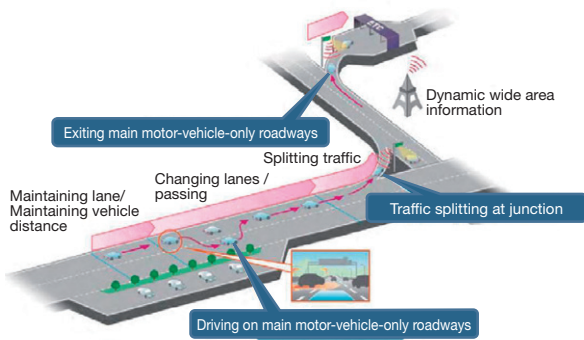 ETC
Dynamic wide area
information
Exiting main motor-vehicle-only roadways
Splitting traffic
Changing lanes /
passing
Maintaining lane/
Maintaining vehicle
distance
Traffic splitting at junction
Driving on main motor-vehicle-only roadways